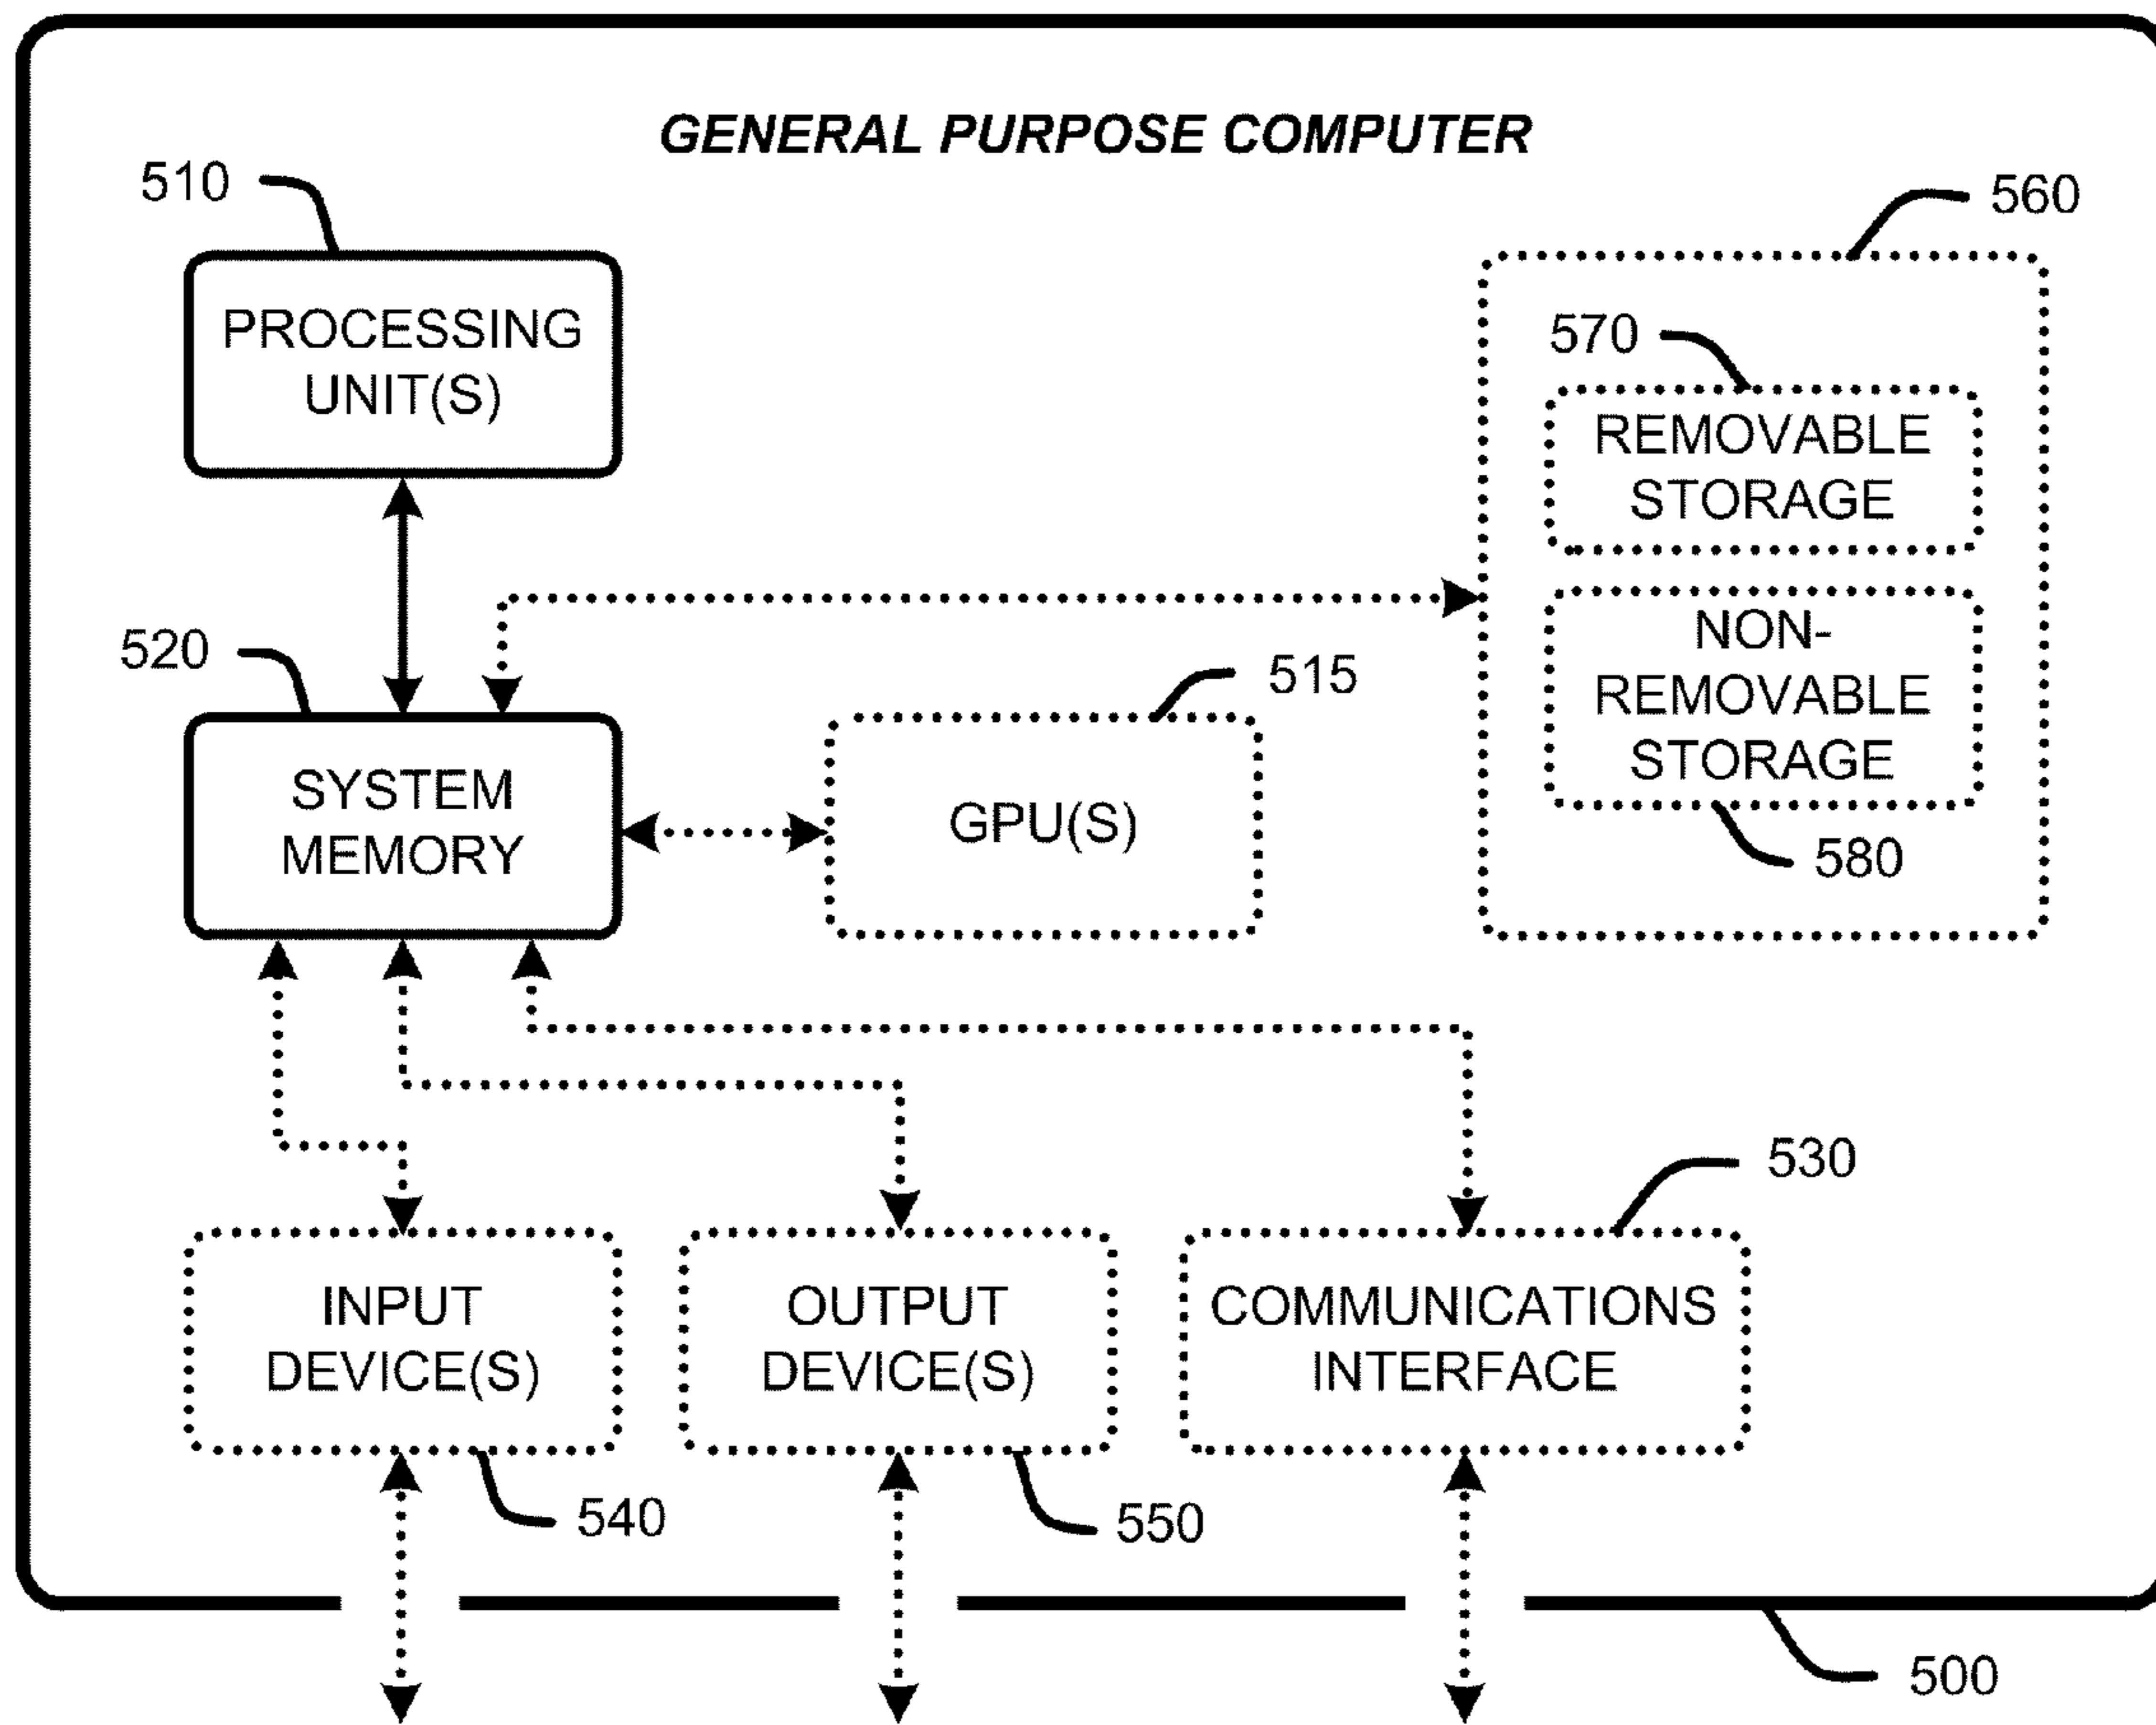 GENERAL PURPOSE COMPUTER
510
560
PROCESSING
UNIT(S)
570
REMOVABLE
STORAGE
520
515
NON-
REMOVABLE
STORAGE
580
SYSTEM
MEMORY
GPU(S)
530
INPUT
DEVICE(S)
OUTPUT
DEVICE(S)
COMMUNICATIONS
INTERFACE
540
550
500